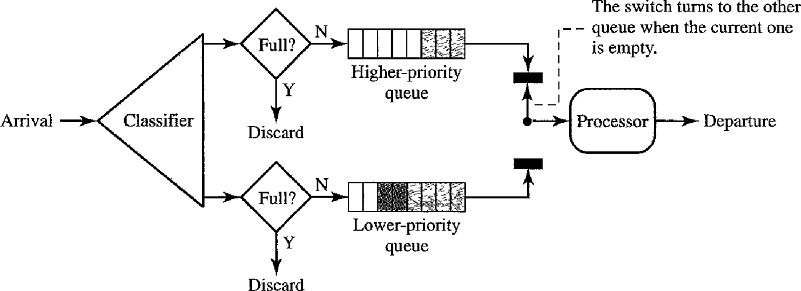 The switch turns to the other
queue when the current one
is empty.
Full?
N
Y
Discard
Higher-priority
queue
Arrival
Classifier
Processor
Departure
Full?
N
Y
Discard
Lower-priority
queue